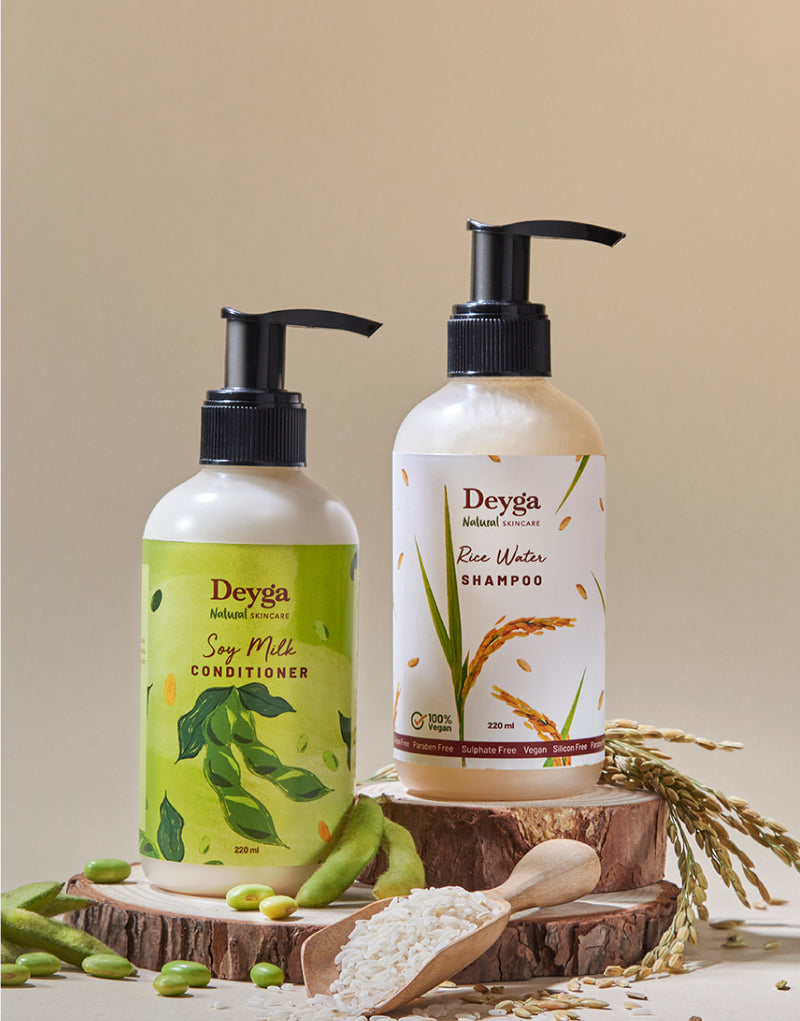 Deyga
Natural SKINCARE
Soy Milk
CONDITIONER
220 ml
Deyga
Natural SKINCARE
Rice Water
SHAMPOO
100%
Vegan
220 ml
Free Paraben Free Sulphate Free Vegan Silicon Free